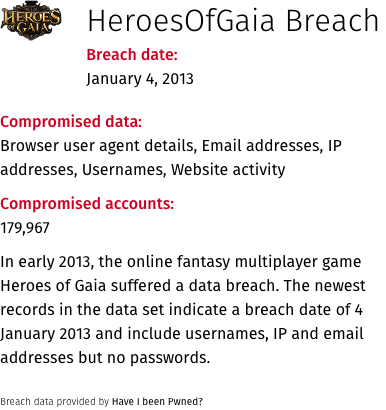 HEROES
OF GAIA
HeroesOfGaia Breach
Breach date:
January 4, 2013
Compromised data:
Browser user agent details, Email addresses, IP
addresses, Usernames, Website activity
Compromised accounts:
179,967
In early 2013, the online fantasy multiplayer game
Heroes of Gaia suffered a data breach. The newest
records in the data set indicate a breach date of 4
January 2013 and include usernames, IP and email
addresses but no passwords.
Breach data provided by Have I been Pwned?